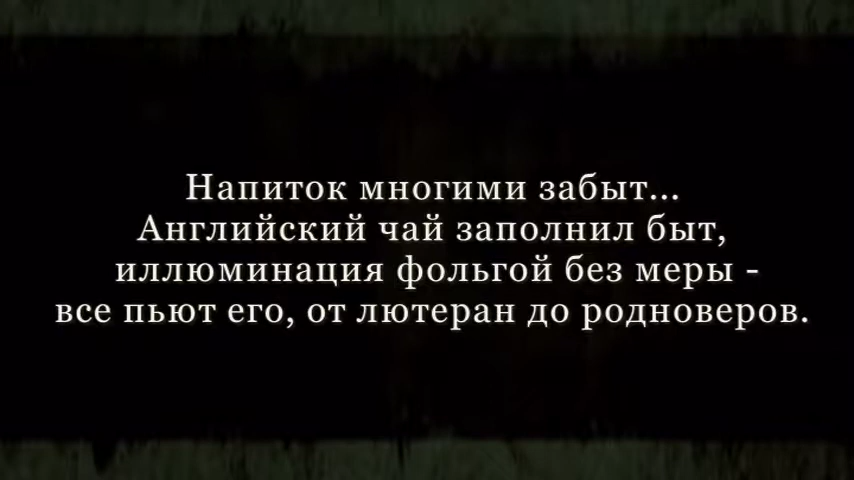 Напиток многими забыт...
Английский чай заполнил быт,
иллюминация фольгой без меры -
все пьют его, от лютеран до родноверов.